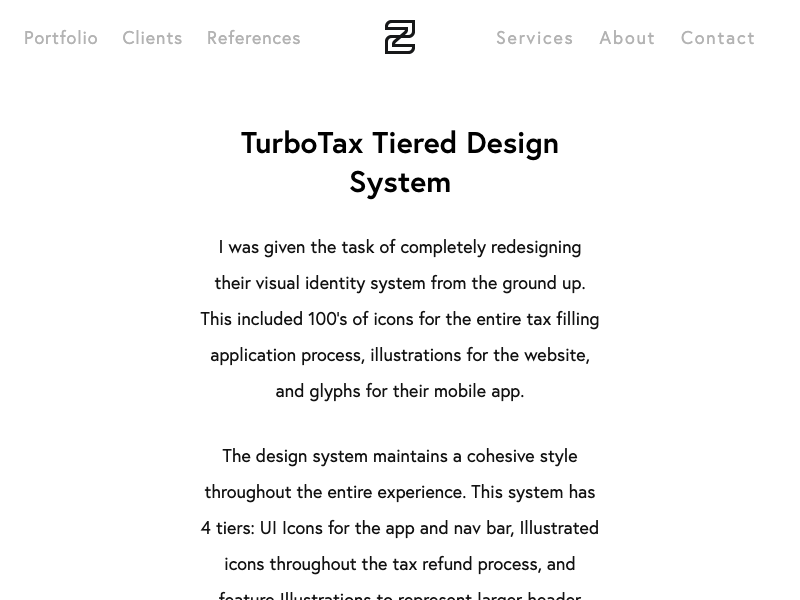 Portfolio Clients References Services About Contact
TurboTax Tiered Design
System
I was given the task of completely redesigning
their visual identity system from the ground up.
This included 100's of icons for the entire tax filling
application process, illustrations for the website,
and glyphs for their mobile app.
The design system maintains a cohesive style
throughout the entire experience. This system has
4 tiers: UI Icons for the app and nav bar, Illustrated
icons throughout the tax refund process, and
feature Illustrations to represent larger header